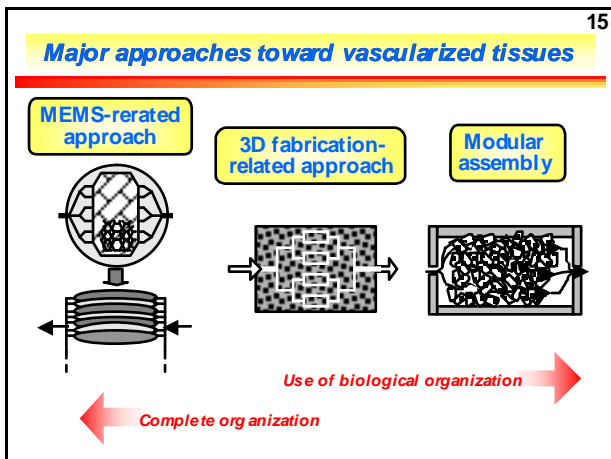 15
Major approaches toward vascularized tissues
MEMS-rerated
approach
3D fabrication-
related approach
Modular
assembly
Use of biological organization
Complete organization